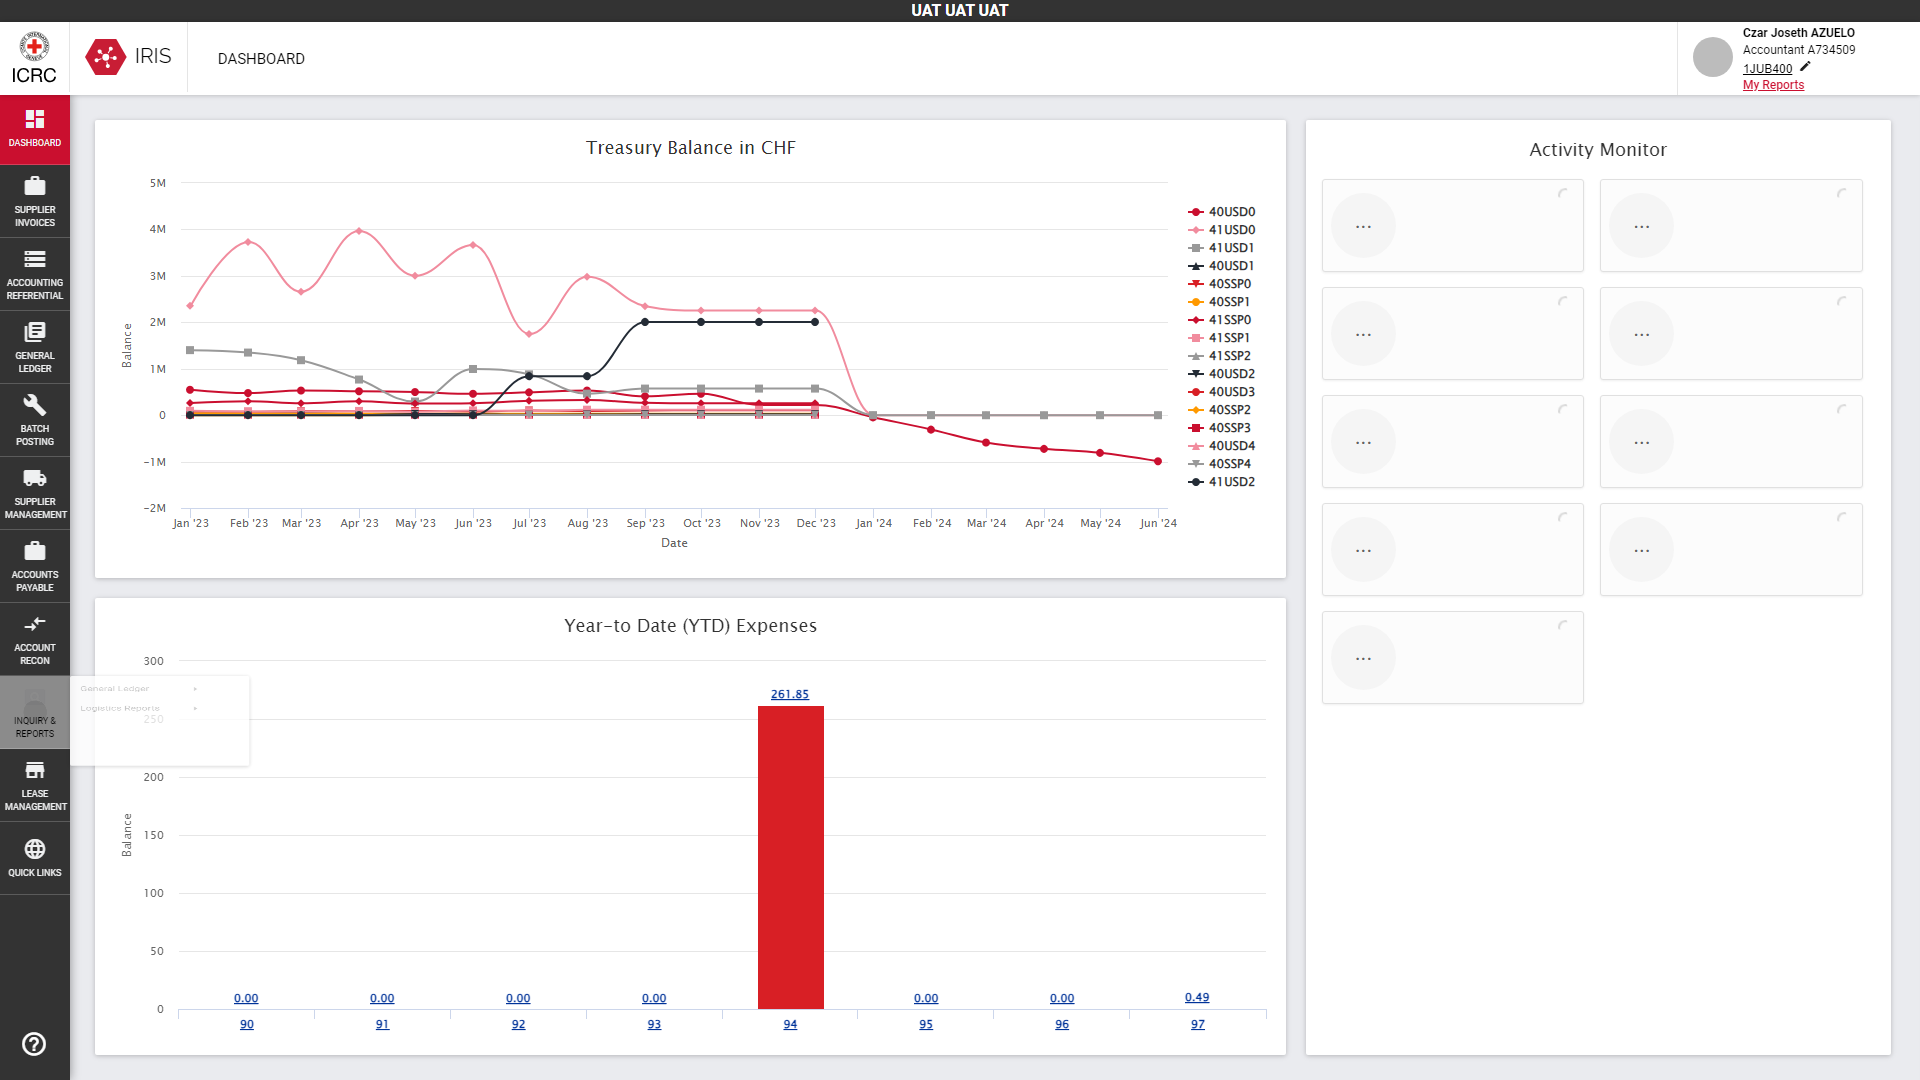 UAT UAT UAT
ICRC
IRIS
DASHBOARD
Czar Joseth AZUELO
Accountant A734509
1JUB400
My Reports
DASHBOARD
SUPPLIER
INVOICES
ACCOUNTING
REFERENTIAL
GENERAL
LEDGER
BATCH
POSTING
SUPPLIER
MANAGEMENT
ACCOUNTS
PAYABLE
ACCOUNT
RECON
INQUIRY &
REPORTS
LEASE
MANAGEMENT
QUICK LINKS
General Ledger
Logistics Reports
Treasury Balance in CHF
5M
4M
3M
2M
1M
0
-1M
-2M
Balance
Jan '23 Feb '23 Mar '23 Apr '23 May '23 Jun '23 Jul '23 Aug '23 Sep '23 Oct '23 Nov '23 Dec '23 Jan '24 Feb '24 Mar '24 Apr '24 May '24 Jun '24
Date
40USD0
41USD0
41USD1
40USD1
40SSP0
40SSP1
41SSP0
41SSP1
41SSP2
40USD2
40USD3
40SSP2
40SSP3
40USD4
40SSP4
41USD2
Year-to Date (YTD) Expenses
300
250
200
150
100
50
0
Balance
0.00 0.00 0.00 0.00 261.85 0.00 0.00 0.49
90 91 92 93 94 95 96 97
Activity Monitor
... ...
... ...
... ...
... ...
...